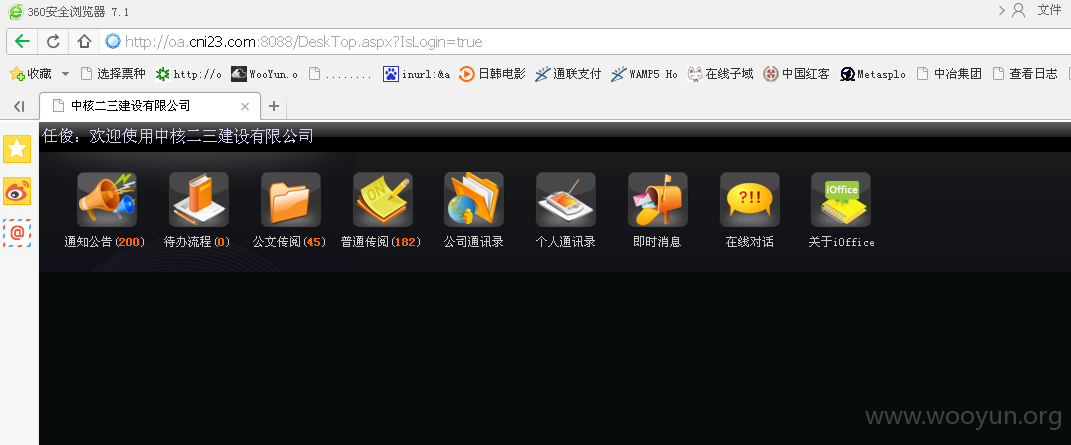 360安全浏览器 7.1
文件
http://oa.cni23.com:8088/DeskTop.aspx?IsLogin=true
收藏 选择票种 http://o WooYun.o ........ inurl:&a 日韩电影 通联支付 WAMP5 Ho 在线子域 中国红客 Metasplo 中冶集团 查看日志
中核二三建设有限公司
任俊：欢迎使用中核二三建设有限公司
?!! iOffice
通知公告(200) 待办流程(0) 公文传阅(45) 普通传阅(182) 公司通讯录 个人通讯录 即时消息 在线对话 关于iOffice
www.wooyun.org